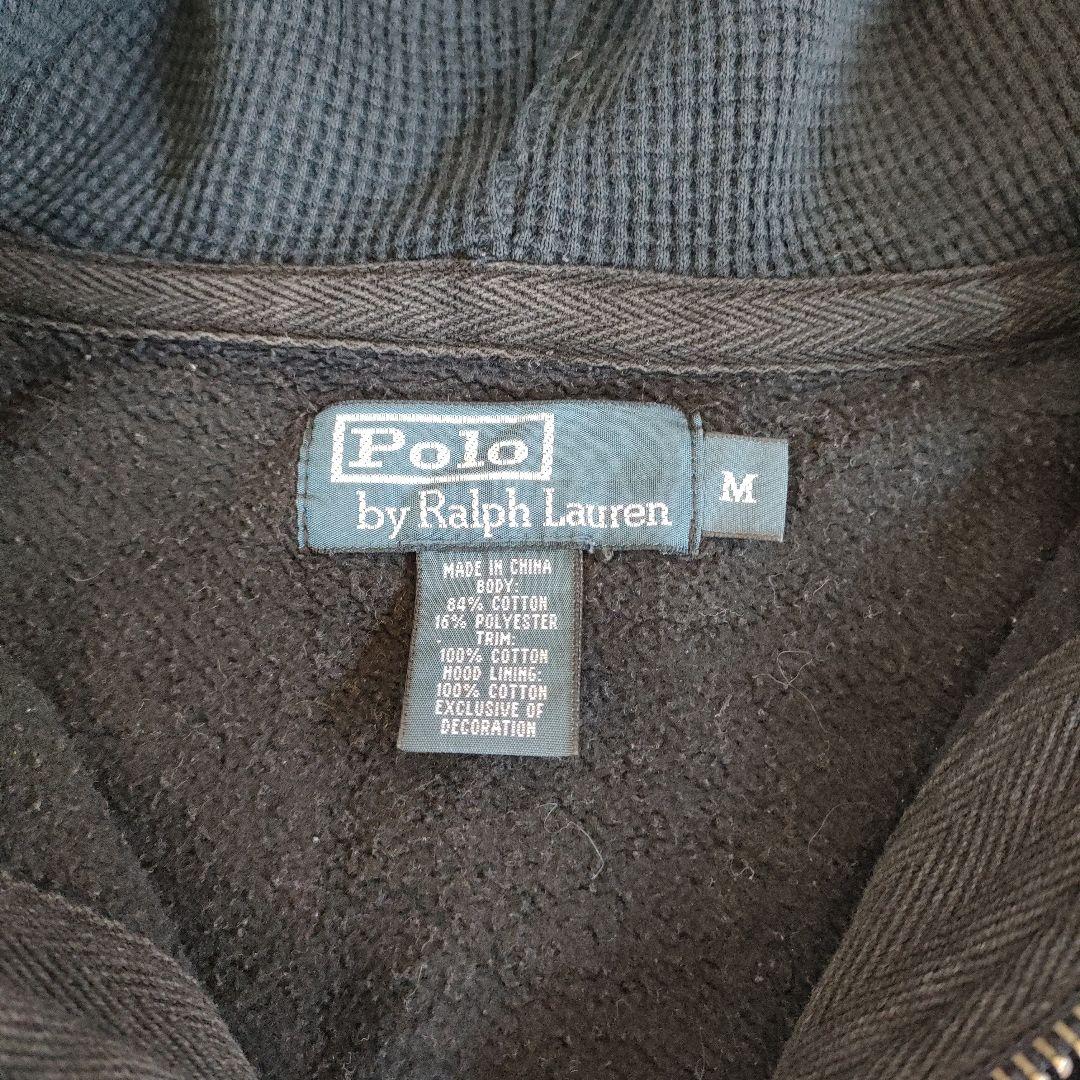 Polo
by Ralph Lauren
M
MADE IN CHINA
BODY:
84% COTTON
16% POLYESTER
TRIM:
100% COTTON
HOOD LINING:
100% COTTON
EXCLUSIVE OF
DECORATION